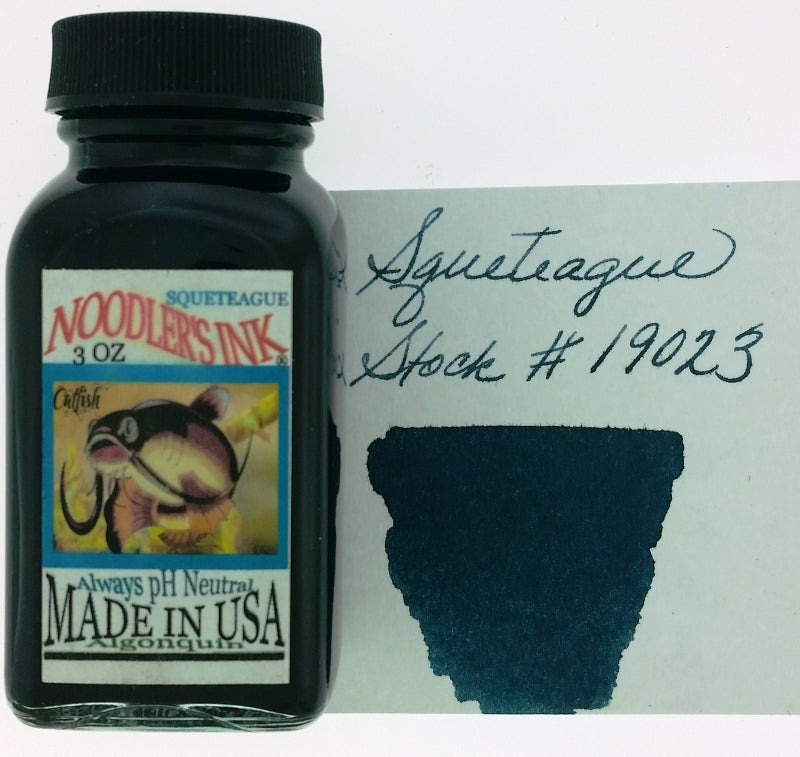 SQUETEAGUE
NOODLER'S INK®
3 OZ
Catfish
Always pH Neutral
MADE IN USA
Algonquin
Squeteague
Stock # 19023